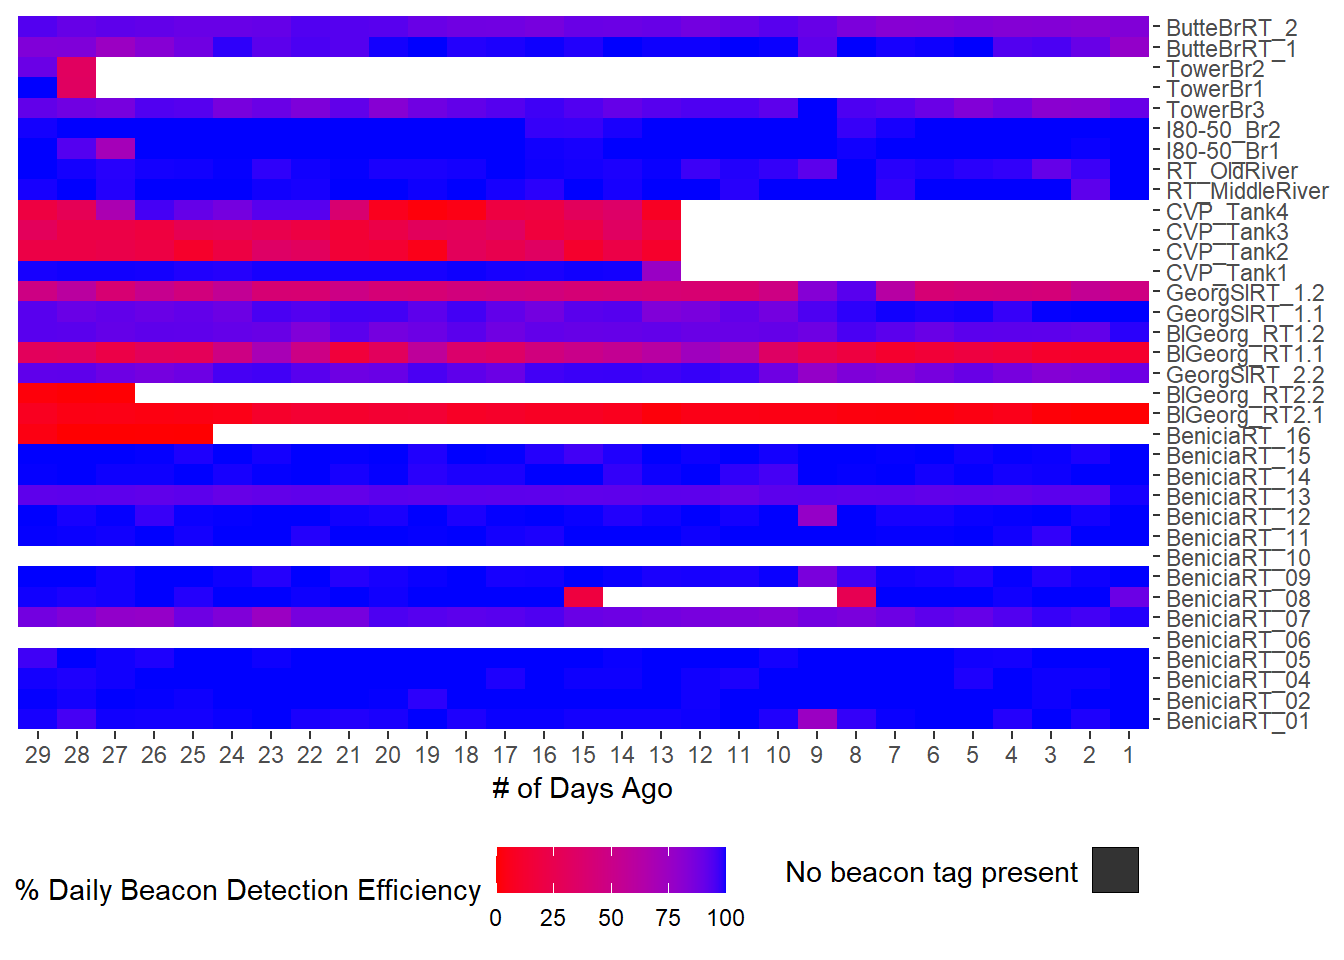 ButteBrRT_2
ButteBrRT_1
TowerBr2
TowerBr1
TowerBr3
I80-50_Br2
I80-50_Br1
RT_OldRiver
RT_MiddleRiver
CVP_Tank4
CVP_Tank3
CVP_Tank2
CVP_Tank1
GeorgSlRT_1.2
GeorgSlRT_1.1
BlGeorg_RT1.2
BlGeorg_RT1.1
GeorgSlRT_2.2
BlGeorg_RT2.2
BlGeorg_RT2.1
BeniciaRT_16
BeniciaRT_15
BeniciaRT_14
BeniciaRT_13
BeniciaRT_12
BeniciaRT_11
BeniciaRT_10
BeniciaRT_09
BeniciaRT_08
BeniciaRT_07
BeniciaRT_06
BeniciaRT_05
BeniciaRT_04
BeniciaRT_02
BeniciaRT_01
29 28 27 26 25 24 23 22 21 20 19 18 17 16 15 14 13 12 11 10 9 8 7 6 5 4 3 2 1
# of Days Ago
% Daily Beacon Detection Efficiency
0 25 50 75 100
No beacon tag present